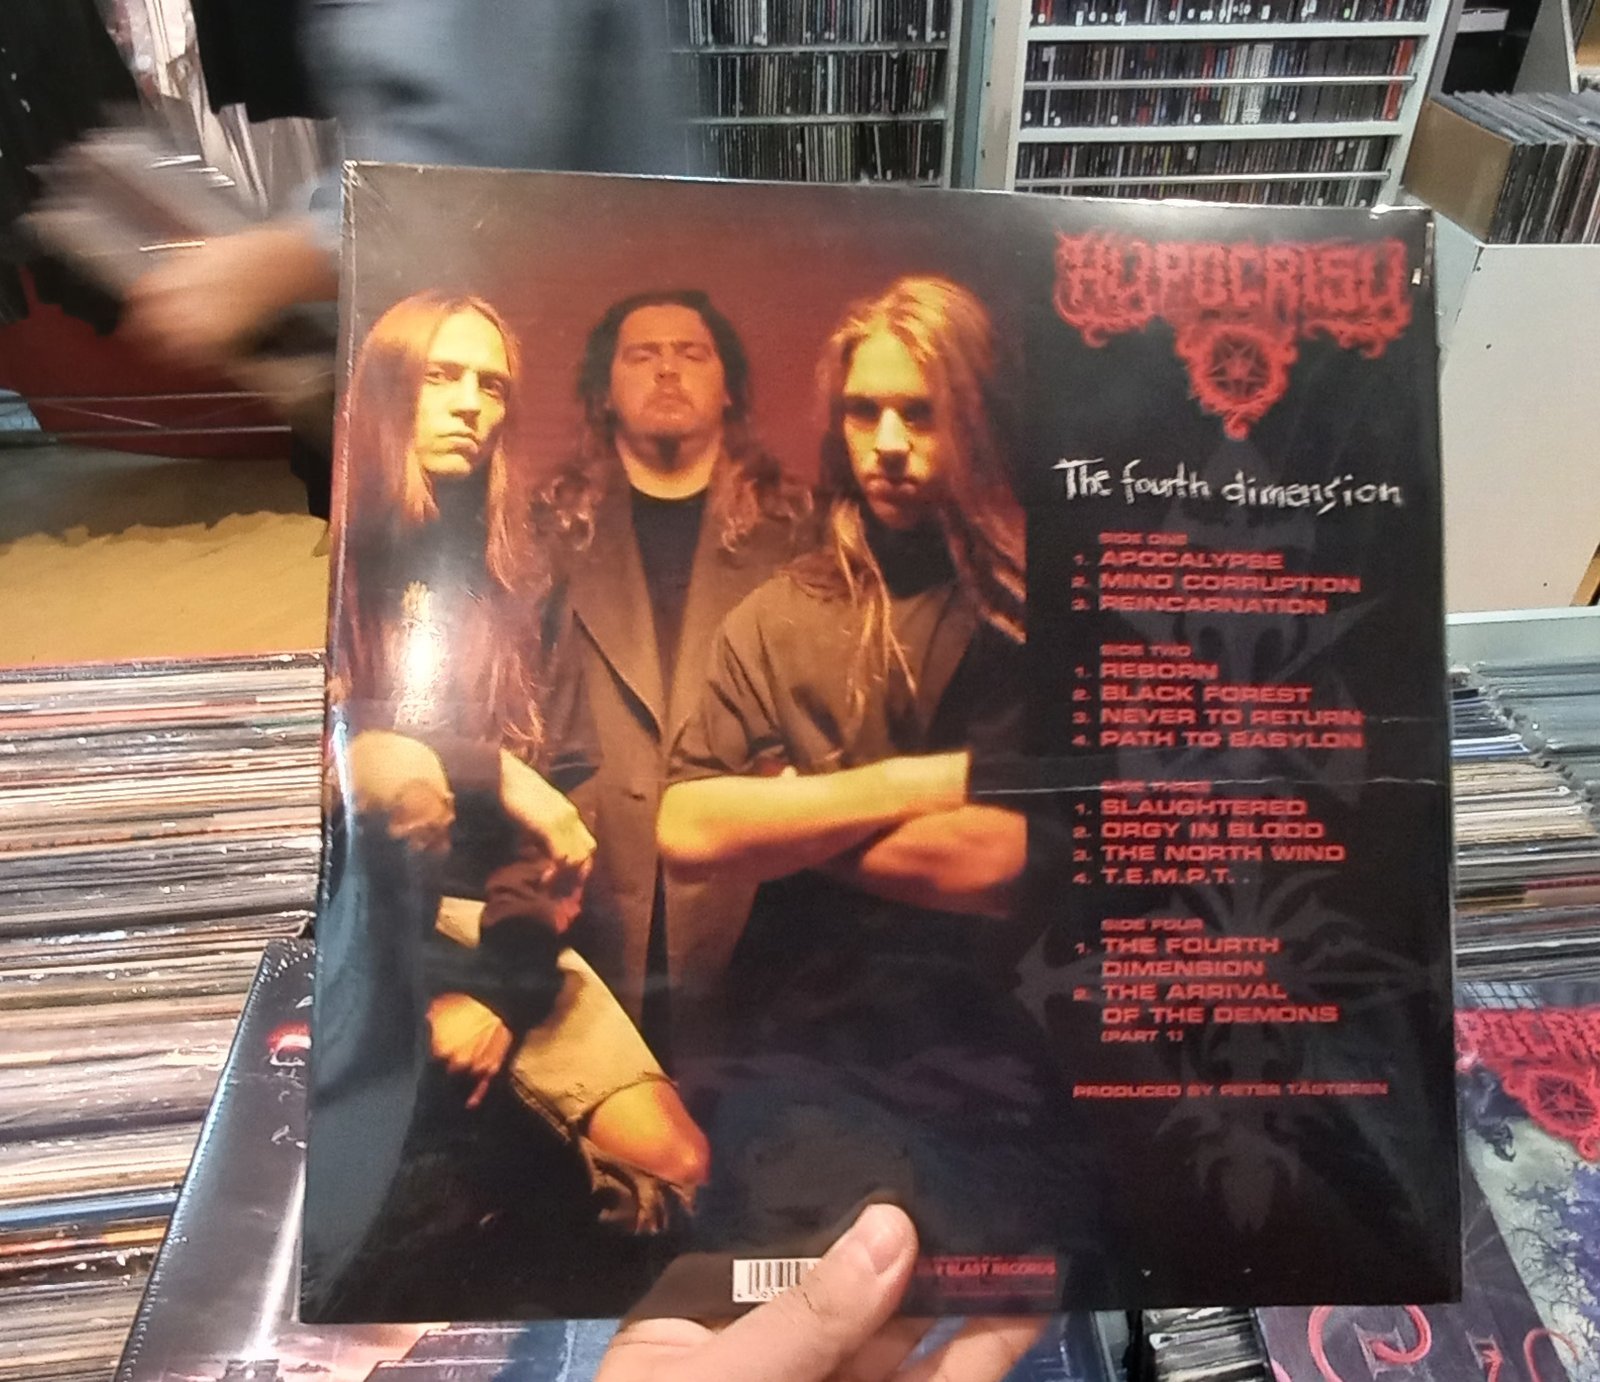 HYPOCRISY
The fourth dimension
SIDE ONE
1. APOCALYPSE
2. MIND CORRUPTION
3. REINCARNATION
SIDE TWO
1. REBORN
2. BLACK FOREST
3. NEVER TO RETURN
4. PATH TO BABYLON
SIDE THREE
1. SLAUGHTERED
2. ORGY IN BLOOD
3. THE NORTH WIND
4. T.E.M.P.T. .
SIDE FOUR
1. THE FOURTH
DIMENSION
2. THE ARRIVAL
OF THE DEMONS
(PART 1)
PRODUCED BY PETER TÄGTGREN
BLAST RECORDS